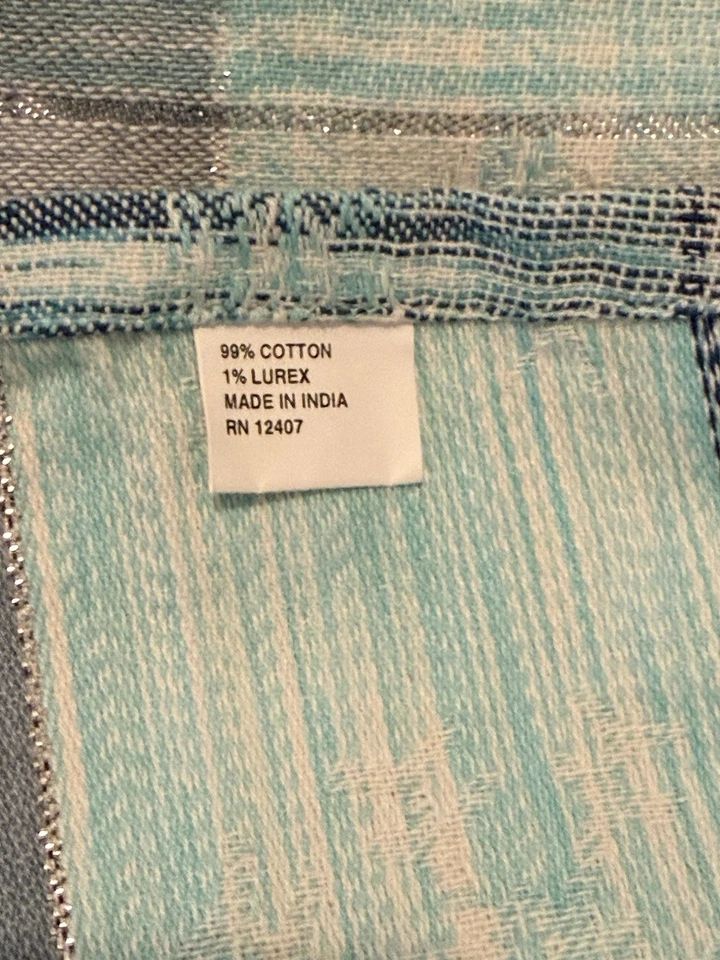 99% COTTON
1% LUREX
MADE IN INDIA
RN 12407